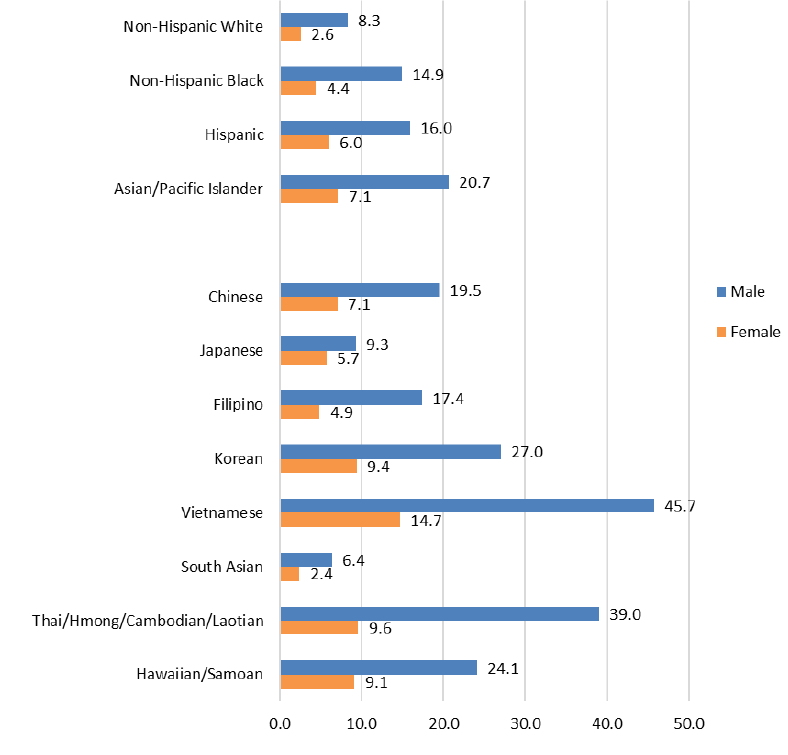 Non-Hispanic White 8.3
2.6
Non-Hispanic Black 14.9
4.4
Hispanic 16.0
6.0
Asian/Pacific Islander 20.7
7.1
Chinese 19.5
7.1
Male
Japanese 9.3
5.7
Female
Filipino 17.4
4.9
Korean 27.0
9.4
Vietnamese 45.7
14.7
South Asian 6.4
2.4
Thai/Hmong/Cambodian/Laotian 39.0
9.6
Hawaiian/Samoan 24.1
9.1
0.0 10.0 20.0 30.0 40.0 50.0